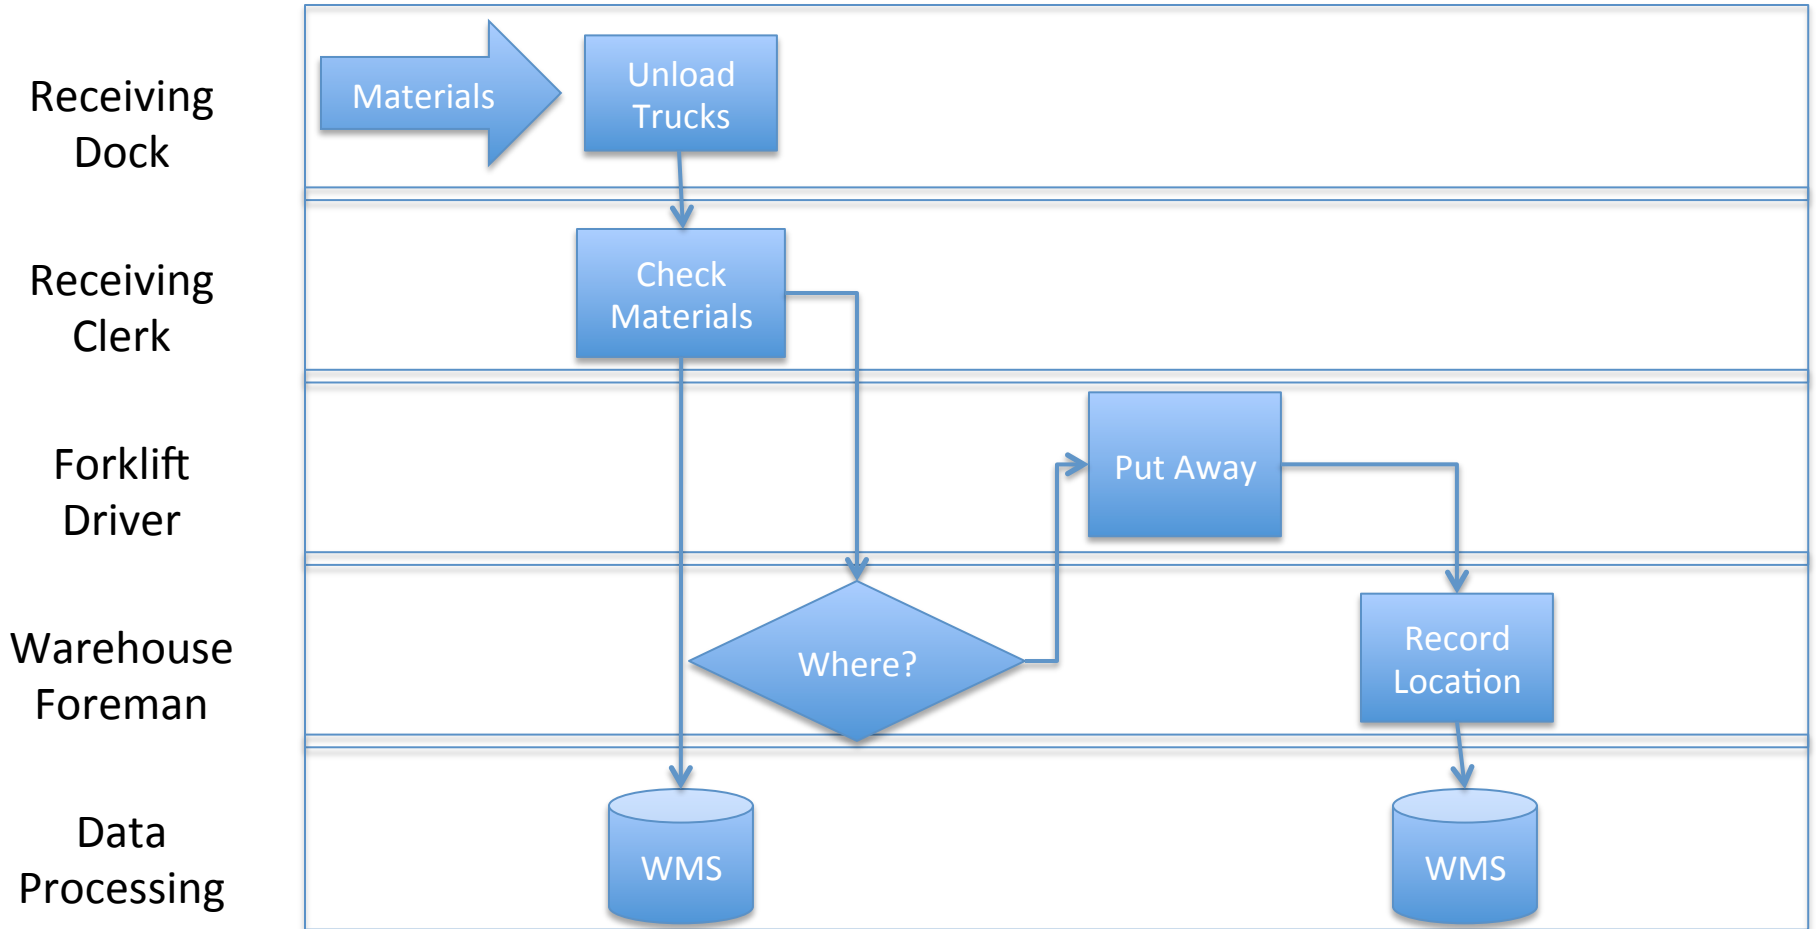 Receiving
Dock
Materials
Unload
Trucks
Receiving
Clerk
Check
Materials
Forklift
Driver
Put Away
Warehouse
Foreman
Where?
Record
Location
Data
Processing
WMS
WMS